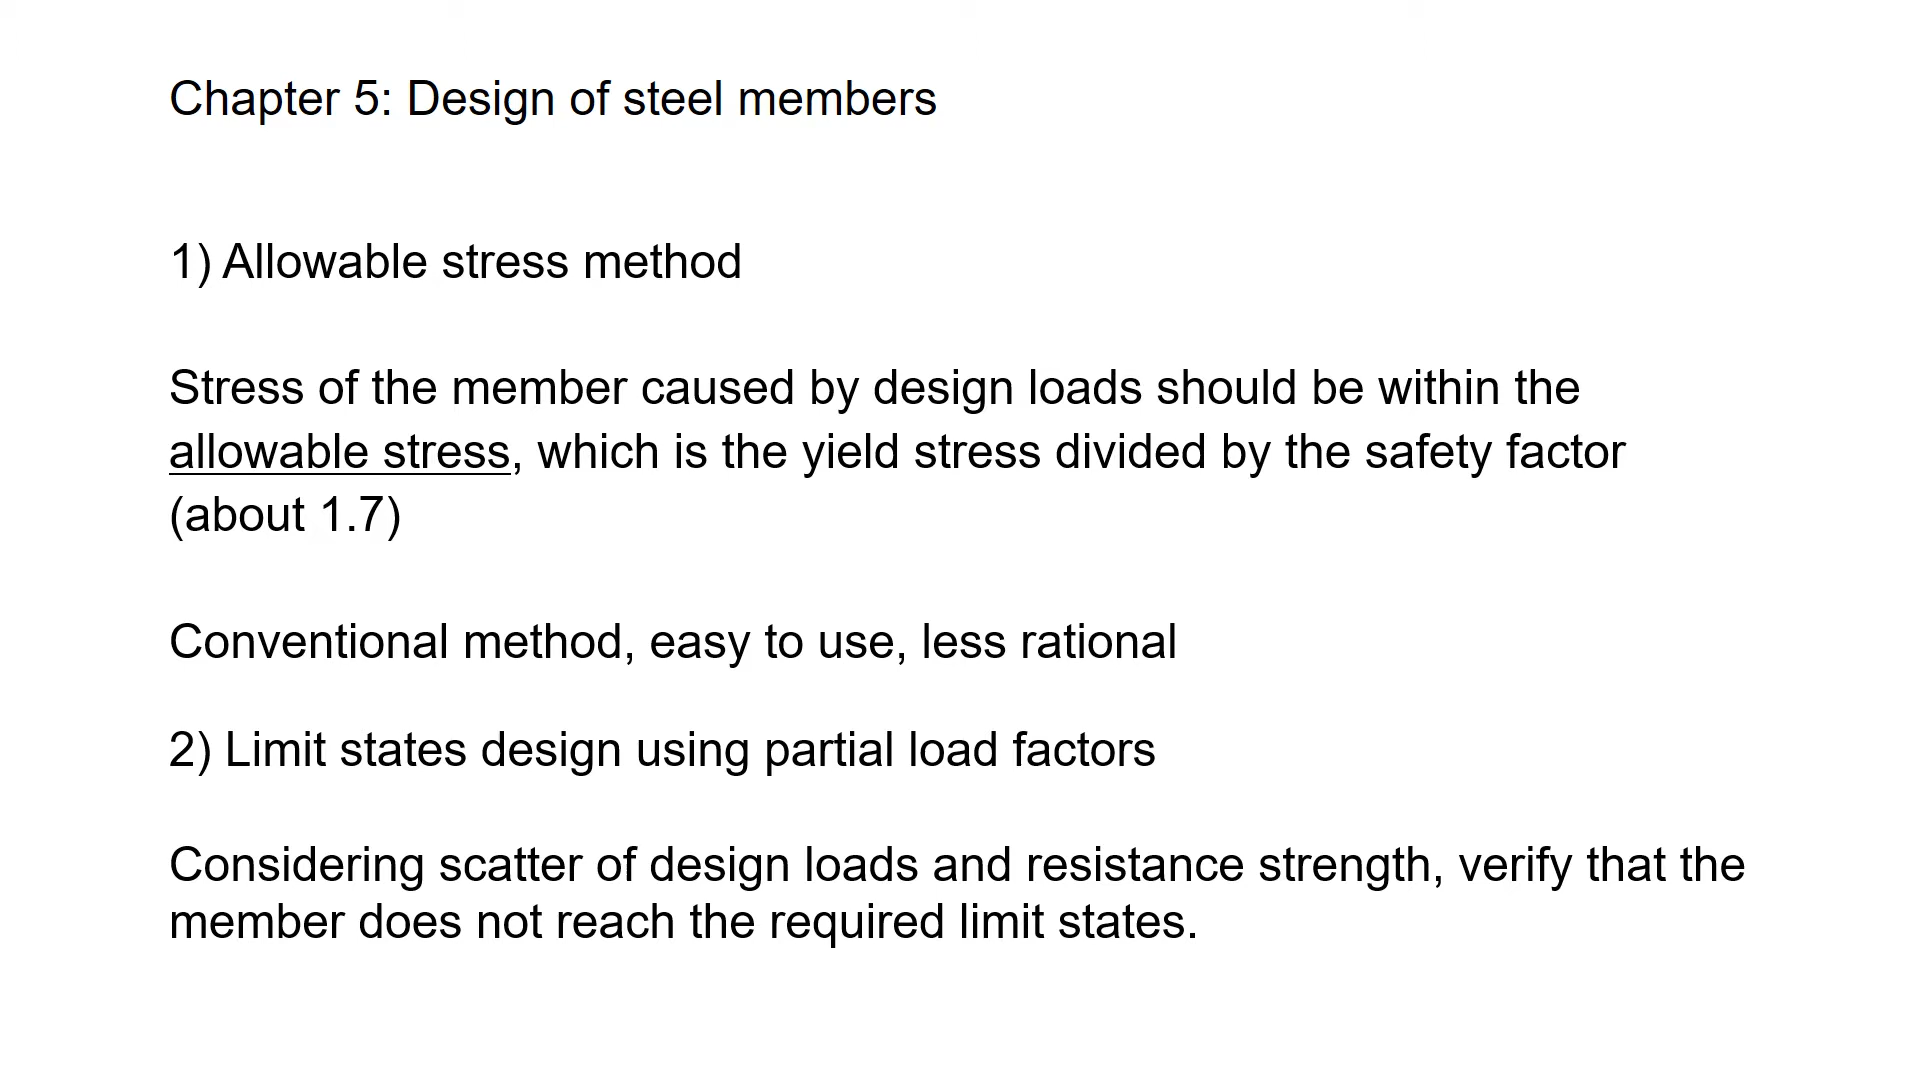 Chapter 5: Design of steel members
1) Allowable stress method
Stress of the member caused by design loads should be within the
allowable stress, which is the yield stress divided by the safety factor
(about 1.7)
Conventional method, easy to use, less rational
2) Limit states design using partial load factors
Considering scatter of design loads and resistance strength, verify that the
member does not reach the required limit states.